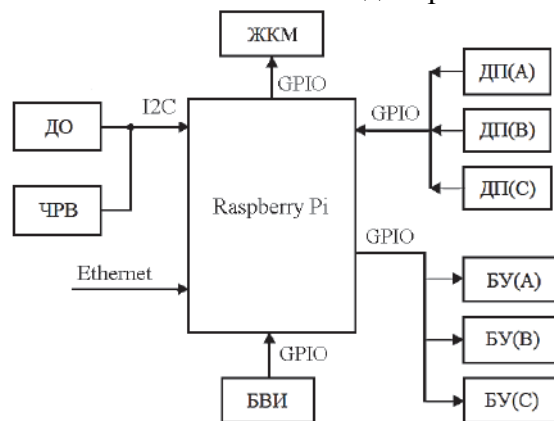 ЖКМ
GPIO
ДП(A)
I2C
GPIO
ДО
ДП(B)
ДП(C)
ЧРВ
Raspberry Pi
GPIO
Ethernet
БУ(A)
БУ(B)
GPIO
БВИ
БУ(C)